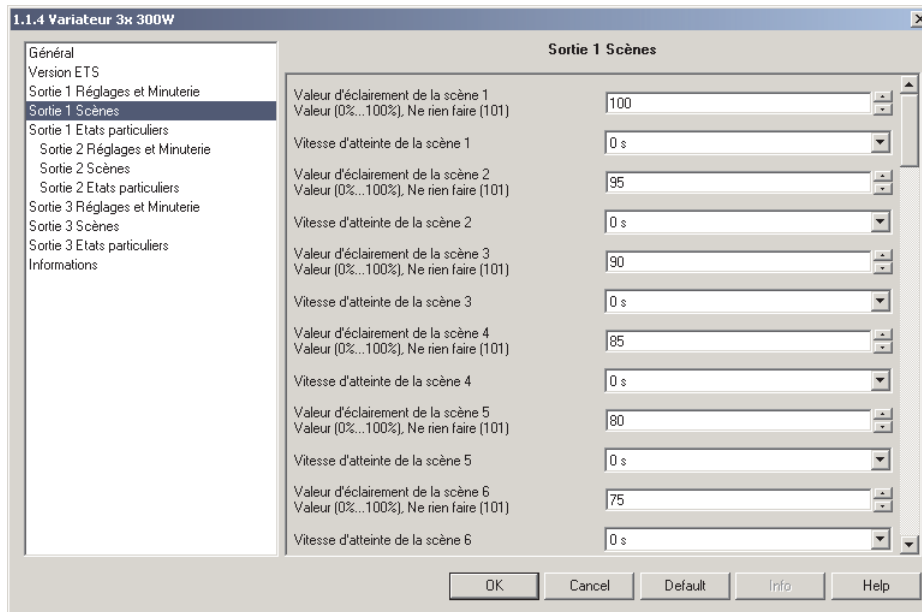 1.1.4 Variateur 3x 300W
Général
Version ETS
Sortie 1 Réglages et Minuterie
Sortie 1 Scènes
Sortie 1 Etats particuliers
Sortie 2 Réglages et Minuterie
Sortie 2 Scènes
Sortie 2 Etats particuliers
Sortie 3 Réglages et Minuterie
Sortie 3 Scènes
Sortie 3 Etats particuliers
Informations
Sortie 1 Scènes
Valeur d'éclairement de la scène 1
Valeur (0%...100%), Ne rien faire (101)
100
Vitesse d'atteinte de la scène 1
0 s
Valeur d'éclairement de la scène 2
Valeur (0%...100%), Ne rien faire (101)
95
Vitesse d'atteinte de la scène 2
0 s
Valeur d'éclairement de la scène 3
Valeur (0%...100%), Ne rien faire (101)
90
Vitesse d'atteinte de la scène 3
0 s
Valeur d'éclairement de la scène 4
Valeur (0%...100%), Ne rien faire (101)
85
Vitesse d'atteinte de la scène 4
0 s
Valeur d'éclairement de la scène 5
Valeur (0%...100%), Ne rien faire (101)
80
Vitesse d'atteinte de la scène 5
0 s
Valeur d'éclairement de la scène 6
Valeur (0%...100%), Ne rien faire (101)
75
Vitesse d'atteinte de la scène 6
0 s
OK
Cancel
Default
Info
Help